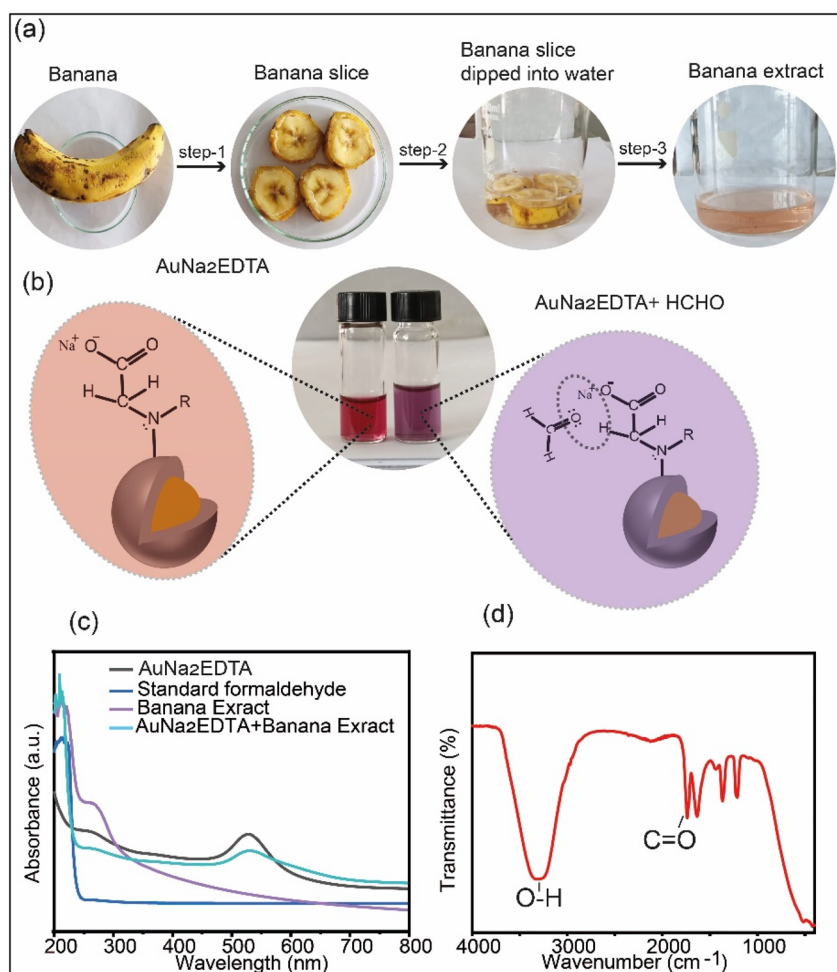 (a)
Banana
Banana slice
Banana slice
dipped into water
Banana extract
step-1
step-2
step-3
AuNa2EDTA
(b)
AuNa2EDTA+ HCHO
Na+ O- O
H H
C
C
N R
:
Na+ O- O
C
H C O:
H
H H
C
N R
:
(c)
AuNa2EDTA
Standard formaldehyde
Banana Exract
AuNa2EDTA+Banana Exract
Absorbance (a.u.)
200 300 400 500 600 700 800
Wavelength (nm)
(d)
Transmittance (%)
C=O
O-H
4000 3000 2000 1000
Wavenumber (cm-1)